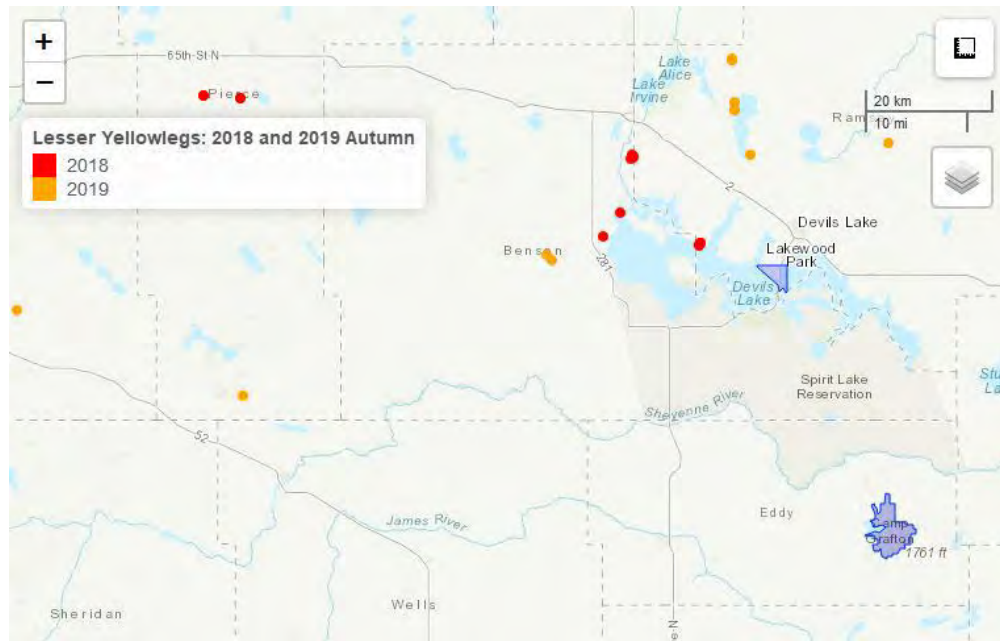 +
−
65th St N
Pierce
Lake
Alice
Lake
Irvine
20 km
10 mi
Lesser Yellowlegs: 2018 and 2019 Autumn
2018
2019
2
Devils Lake
Lakewood
Park
Benson
281
Devils
Lake
Spirit Lake
Reservation
Sheyenne River
52
James River
Eddy
Camp
Grafton
1761 ft
Wells
Sheridan